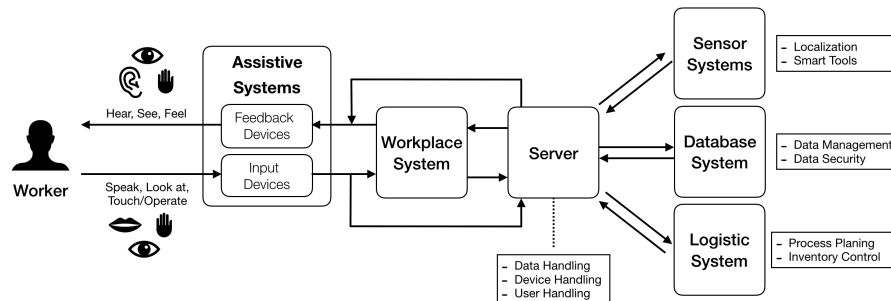 Assistive
Systems
Hear, See, Feel
Feedback
Devices
Input
Devices
Worker
Speak, Look at,
Touch/Operate
Workplace
System
Server
- Data Handling
- Device Handling
- User Handling
Sensor
Systems
- Localization
- Smart Tools
Database
System
- Data Management
- Data Security
Logistic
System
- Process Planing
- Inventory Control